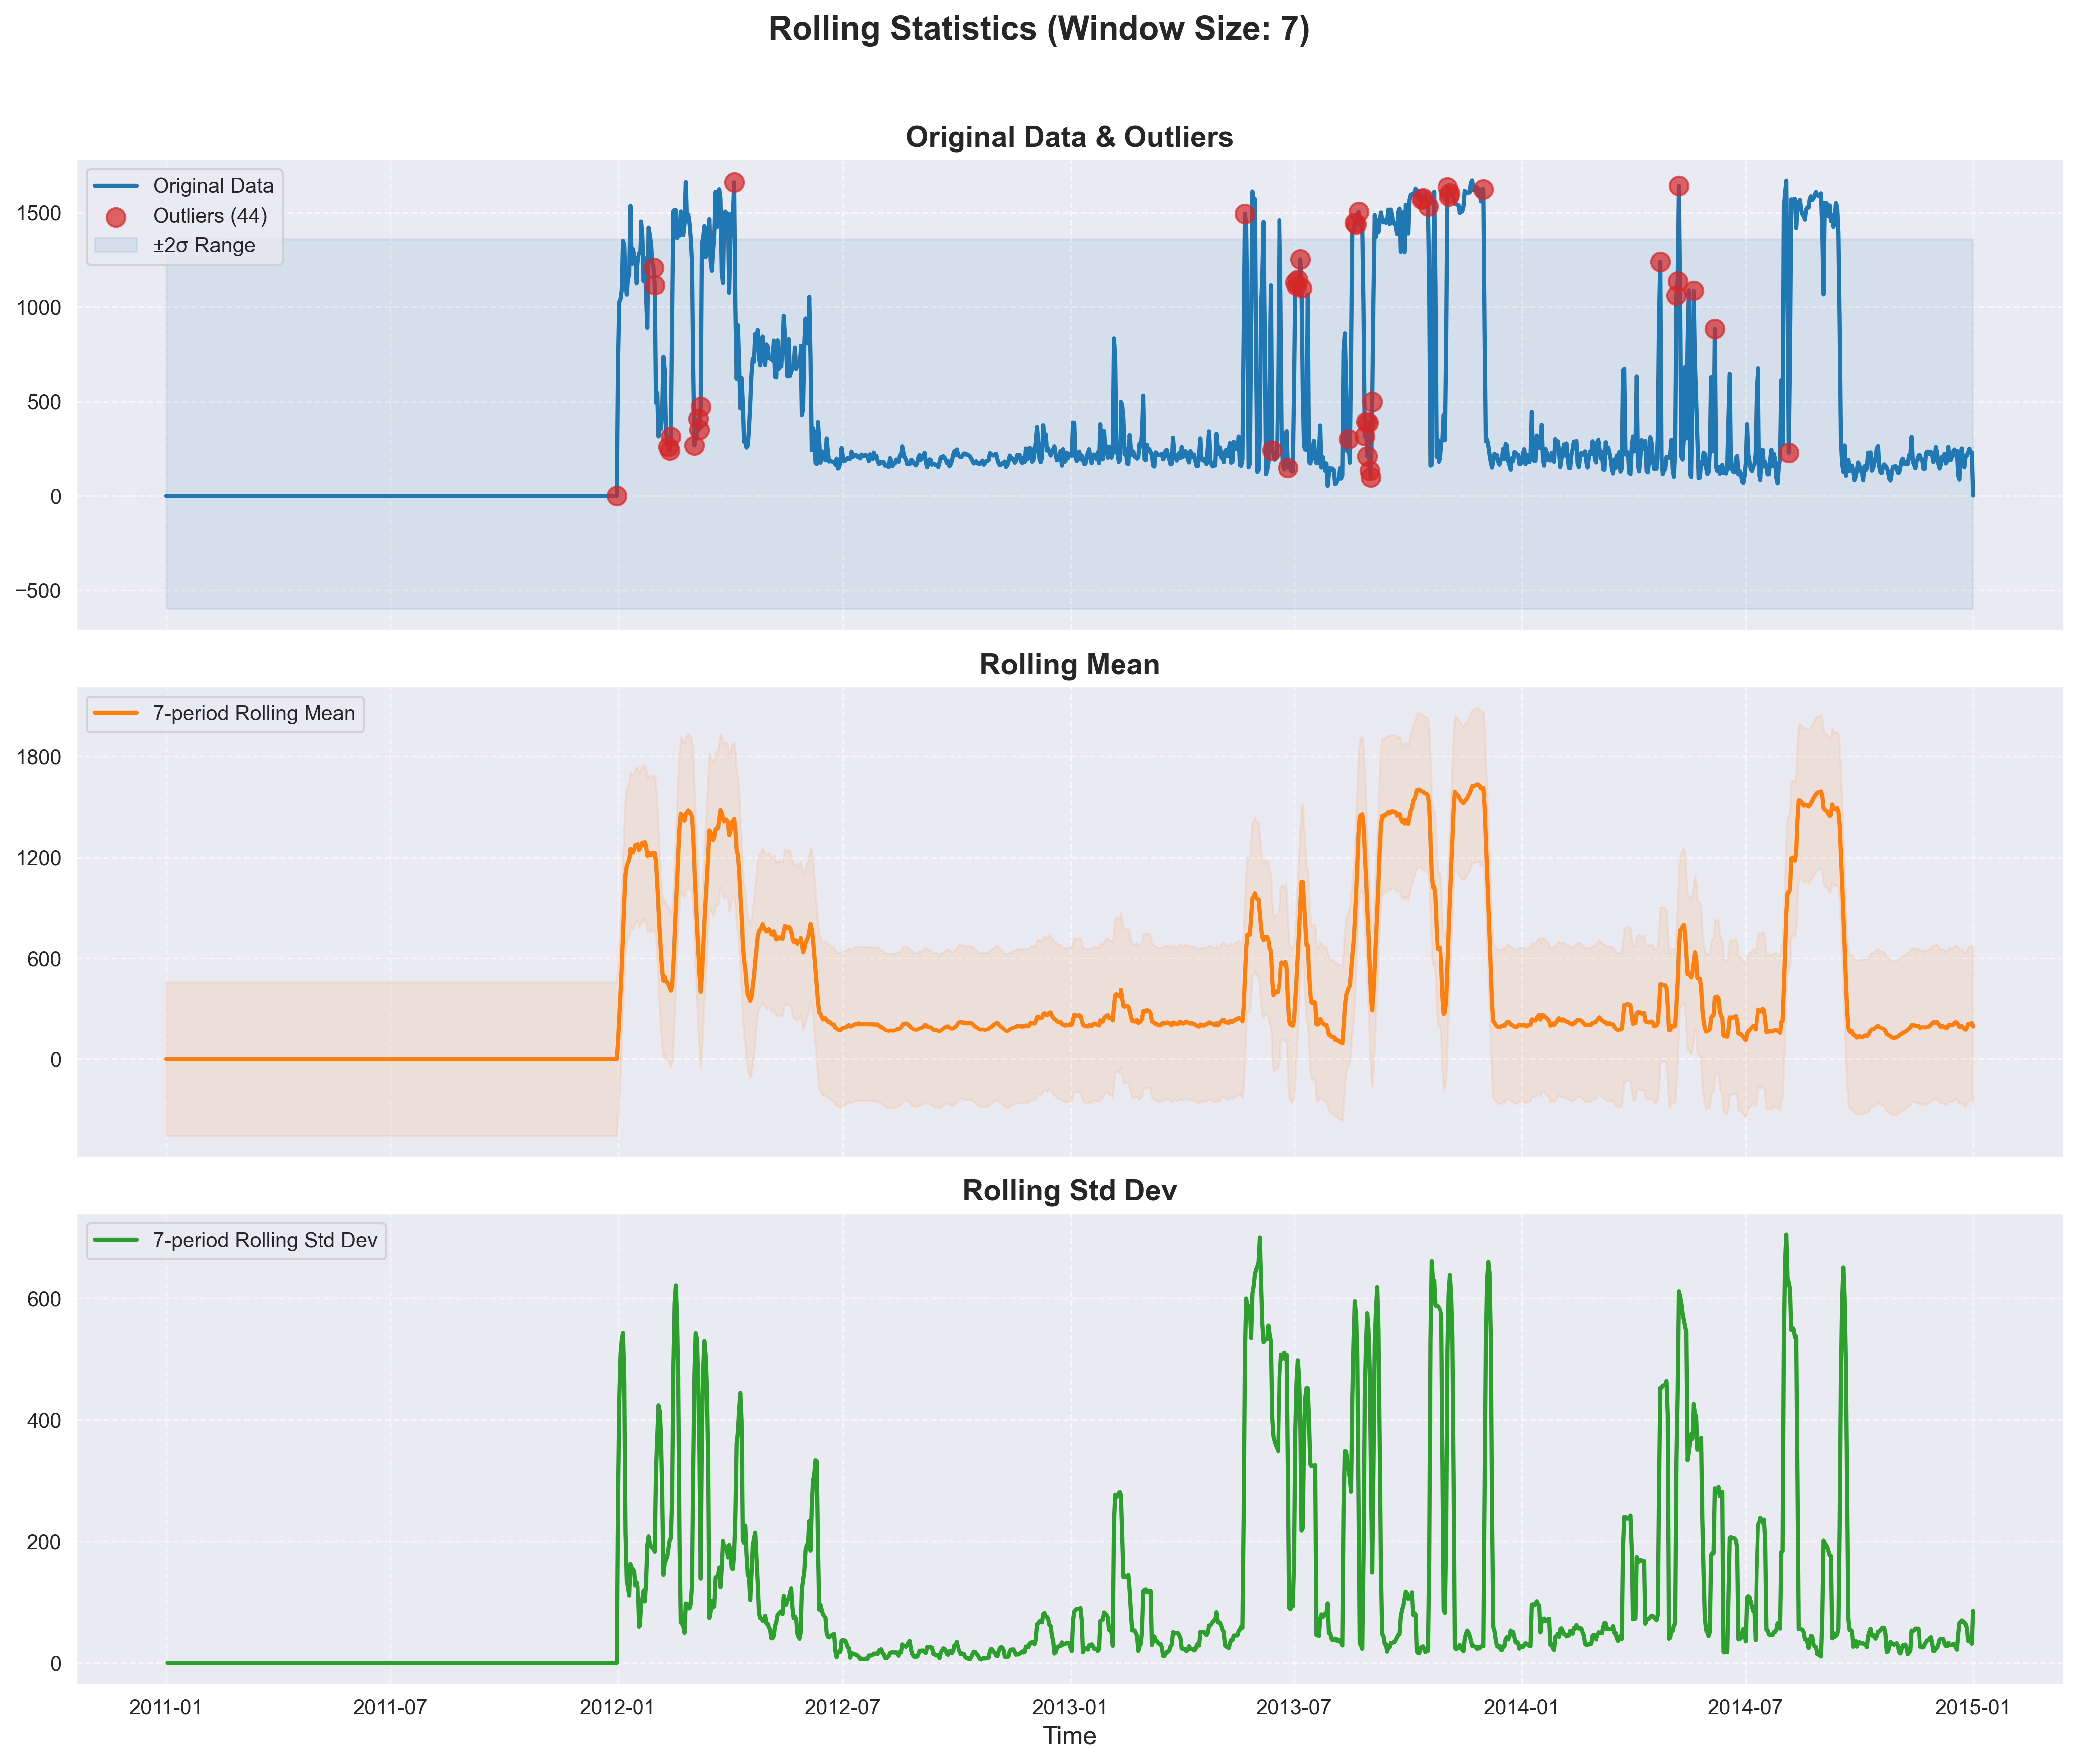 Rolling Statistics (Window Size: 7)
Original Data & Outliers
Original Data
Outliers (44)
±2σ Range
1500
1000
500
0
−500
Rolling Mean
7-period Rolling Mean
1800
1200
600
0
Rolling Std Dev
7-period Rolling Std Dev
600
400
200
0
2011-01 2011-07 2012-01 2012-07 2013-01 2013-07 2014-01 2014-07 2015-01
Time